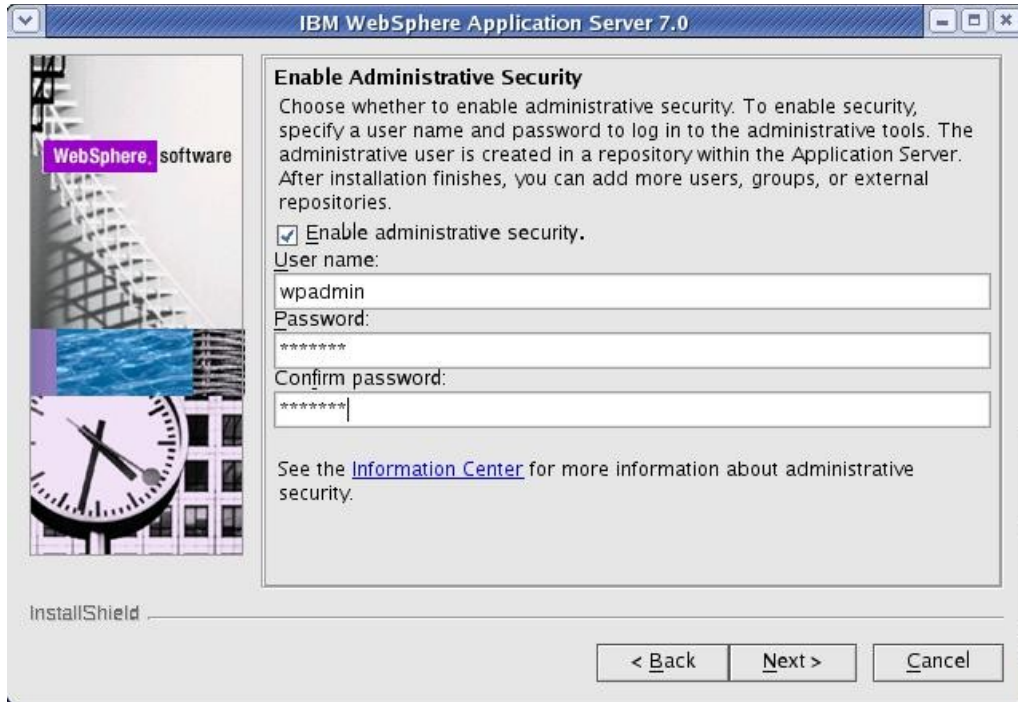 IBM WebSphere Application Server 7.0
WebSphere. software
Enable Administrative Security
Choose whether to enable administrative security. To enable security,
specify a user name and password to log in to the administrative tools. The
administrative user is created in a repository within the Application Server.
After installation finishes, you can add more users, groups, or external
repositories.
Enable administrative security.
User name:
wpadmin
Password:
*******
Confirm password:
*******
See the Information Center for more information about administrative
security.
InstallShield
< Back
Next >
Cancel